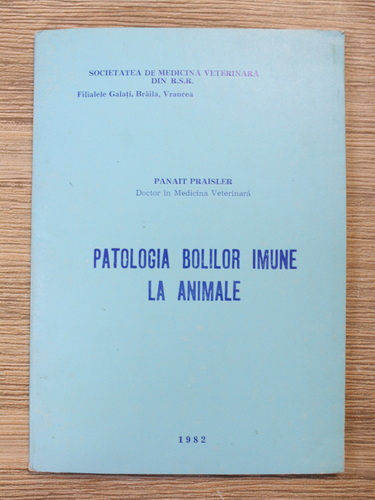 SOCIETATEA DE MEDICINĂ VETERINARĂ
DIN R.S.R.
Filialele Galaţi, Brăila, Vrancea
PANAIT PRAISLER
Doctor în Medicina Veterinară
PATOLOGIA BOLILOR IMUNE
LA ANIMALE
1982